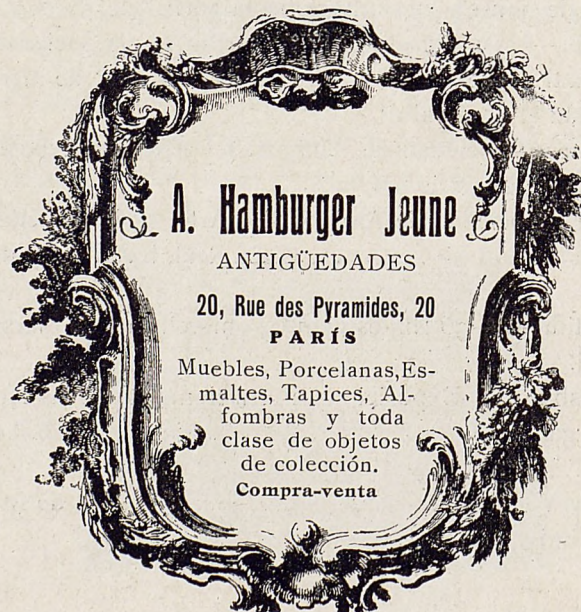 A. Hamburger Jeune
ANTIGÜEDADES
20, Rue des Pyramides, 20
PARÍS
Muebles, Porcelanas,Es-
maltes, Tapices, Al-
fombras y toda
clase de objetos
de colección.
Compra-venta